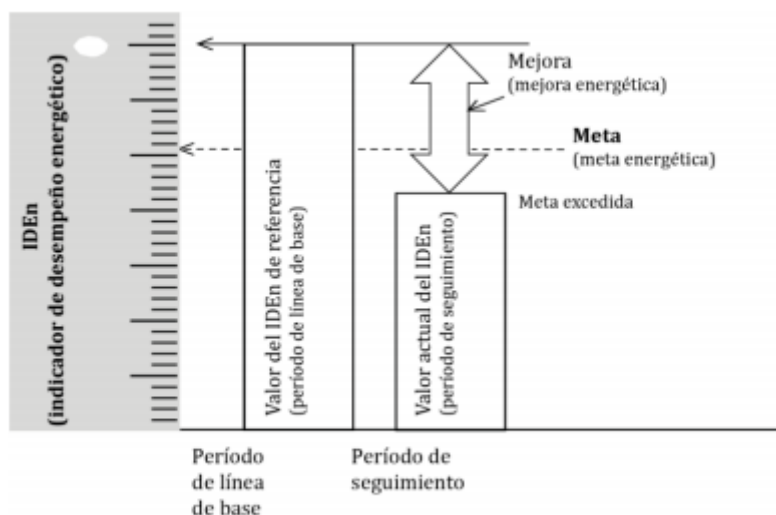 IDEn
(indicador de desempeño energético)
Valor del IDEn de referencia
(período de línea de base)
Valor actual del IDEn
(período de seguimiento)
Mejora
(mejora energética)
Meta
(meta energética)
Meta excedida
Período
de línea
de base
Período de
seguimiento